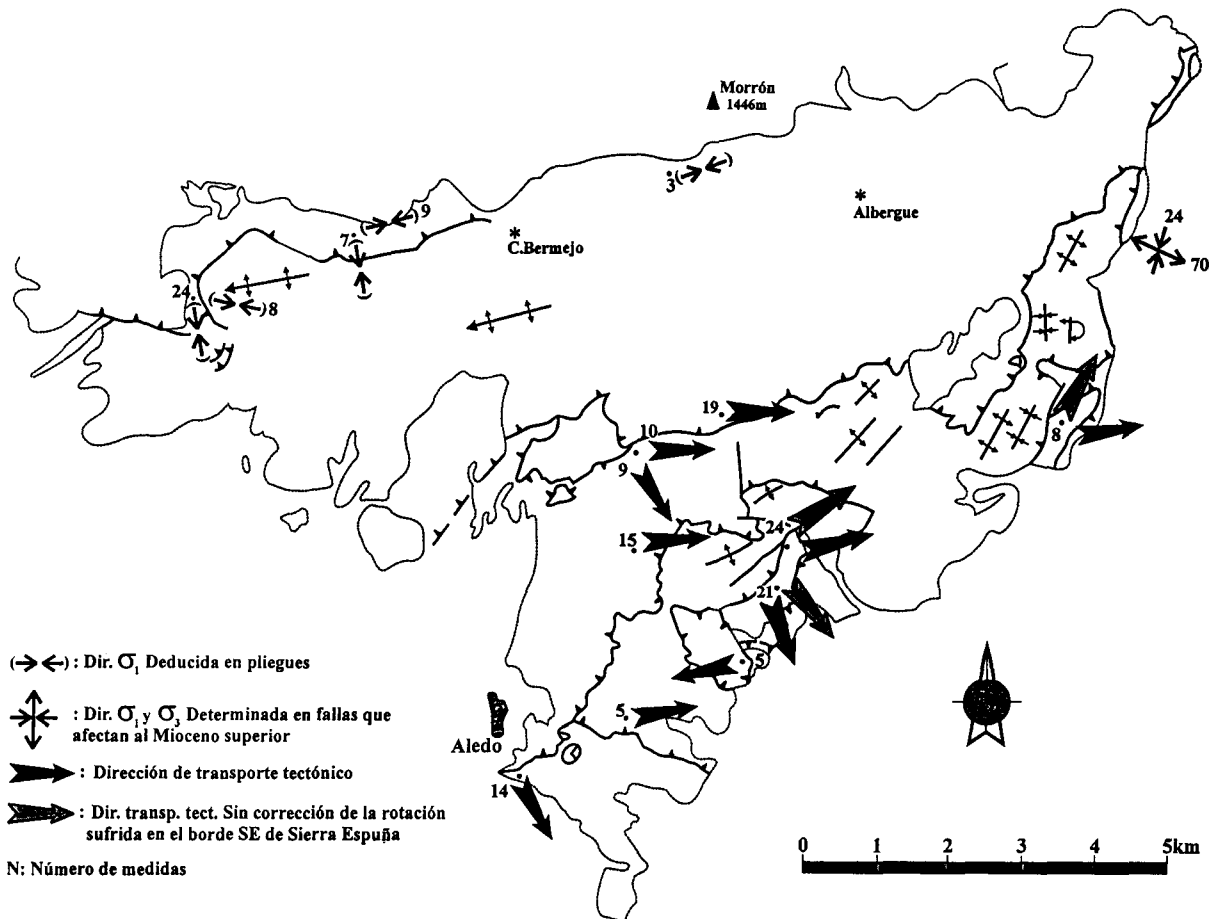 Morrón
1446m
3
Albergue
9
7
C.Bermejo
24
8
24
70
19
10
9
8
15
24
21
5
5
14
Aledo
(→←) : Dir. σ1 Deducida en pliegues
: Dir. σ1 y σ3 Determinada en fallas que
afectan al Mioceno superior
: Dirección de transporte tectónico
: Dir. transp. tect. Sin corrección de la rotación
sufrida en el borde SE de Sierra Espuña
N: Número de medidas
0 1 2 3 4 5km